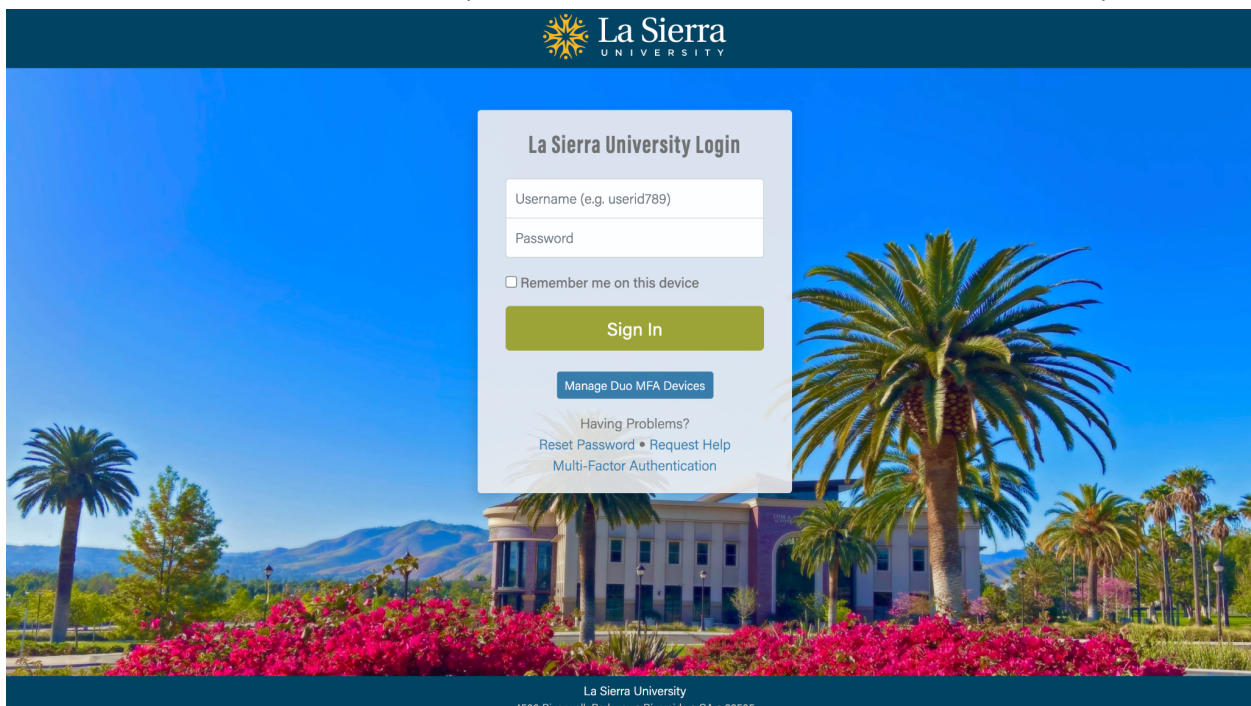 La Sierra
UNIVERSITY
La Sierra University Login
Username (e.g. userid789)
Password
Remember me on this device
Sign In
Manage Duo MFA Devices
Having Problems?
Reset Password • Request Help
Multi-Factor Authentication
La Sierra University